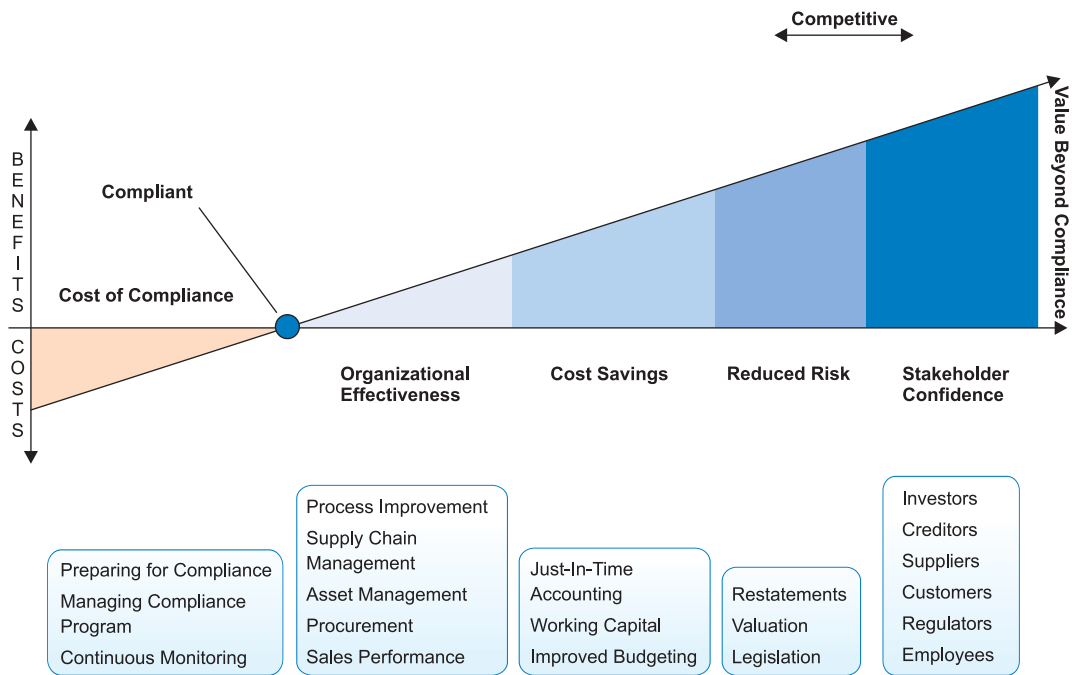 Competitive
BENEFITS
COSTS
Compliant
Cost of Compliance
Value Beyond Compliance
Organizational
Effectiveness
Cost Savings
Reduced Risk
Stakeholder
Confidence
Preparing for Compliance
Managing Compliance
Program
Continuous Monitoring
Process Improvement
Supply Chain
Management
Asset Management
Procurement
Sales Performance
Just-In-Time
Accounting
Working Capital
Improved Budgeting
Restatements
Valuation
Legislation
Investors
Creditors
Suppliers
Customers
Regulators
Employees